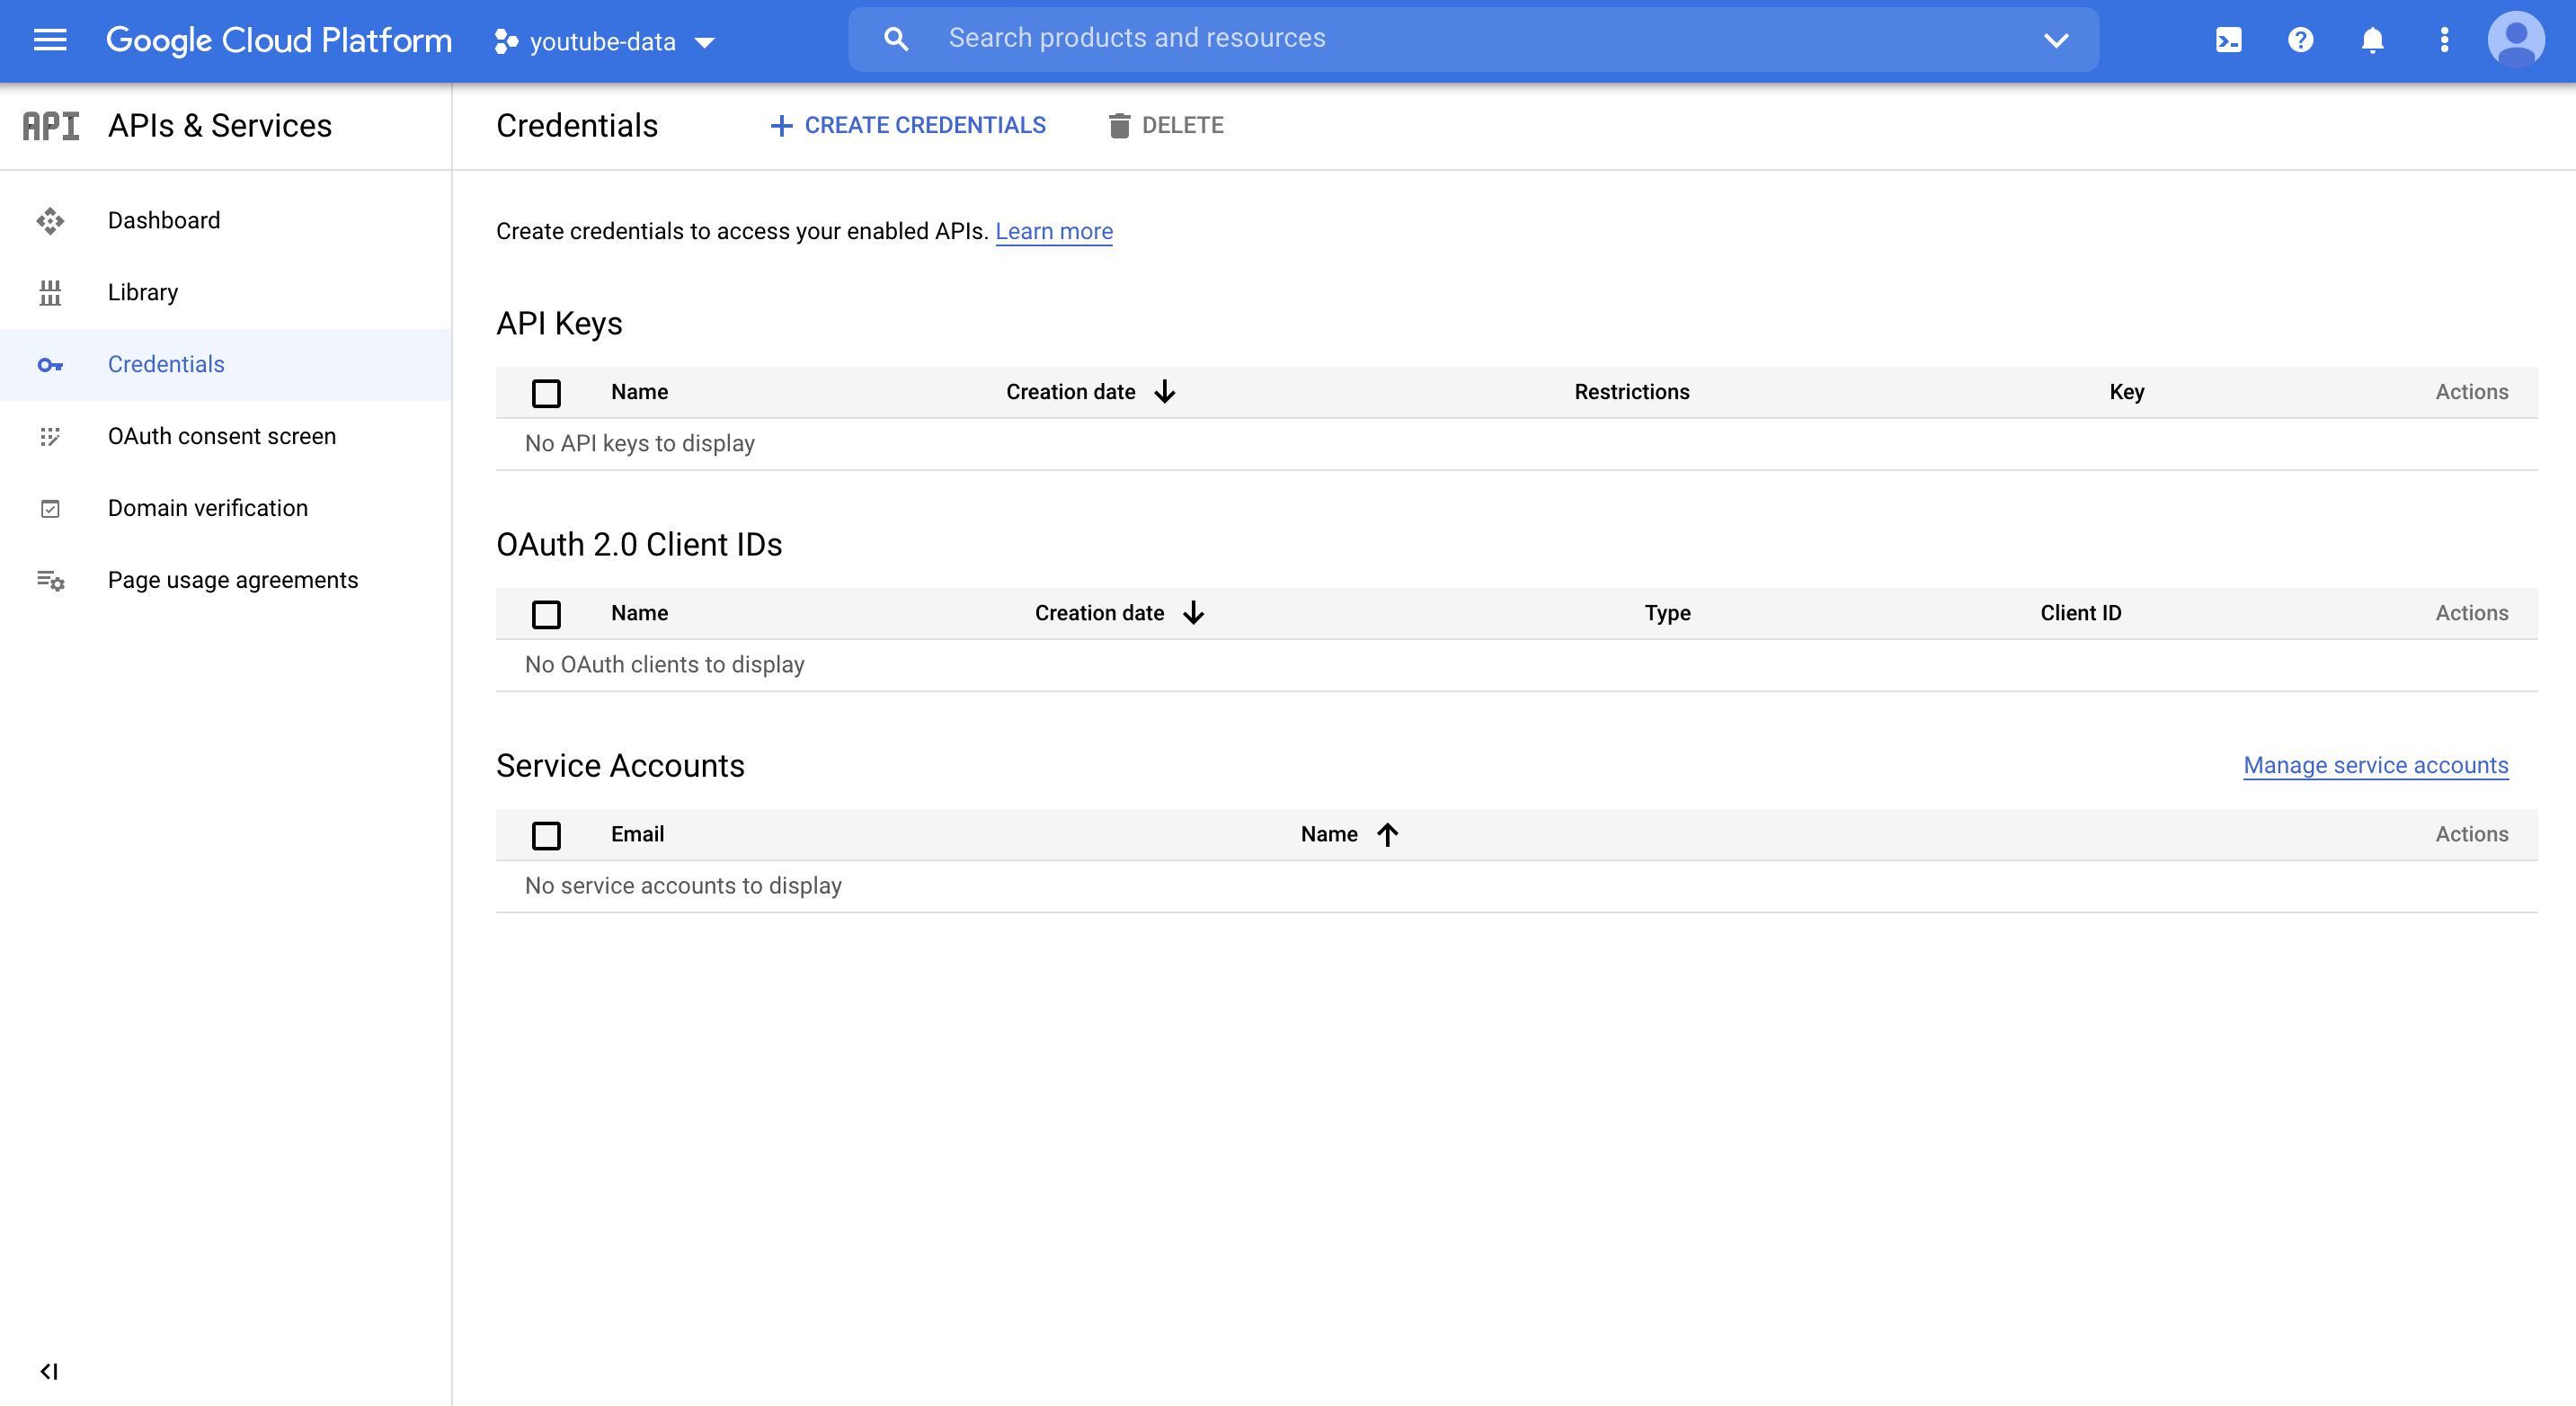 Google Cloud Platform youtube-data Search products and resources
API APIs & Services Credentials CREATE CREDENTIALS DELETE
Dashboard
Library
Credentials
OAuth consent screen
Domain verification
Page usage agreements
Create credentials to access your enabled APIs. Learn more
API Keys
Name Creation date Restrictions Key Actions
No API keys to display
OAuth 2.0 Client IDs
Name Creation date Type Client ID Actions
No OAuth clients to display
Service Accounts Manage service accounts
Email Name Actions
No service accounts to display